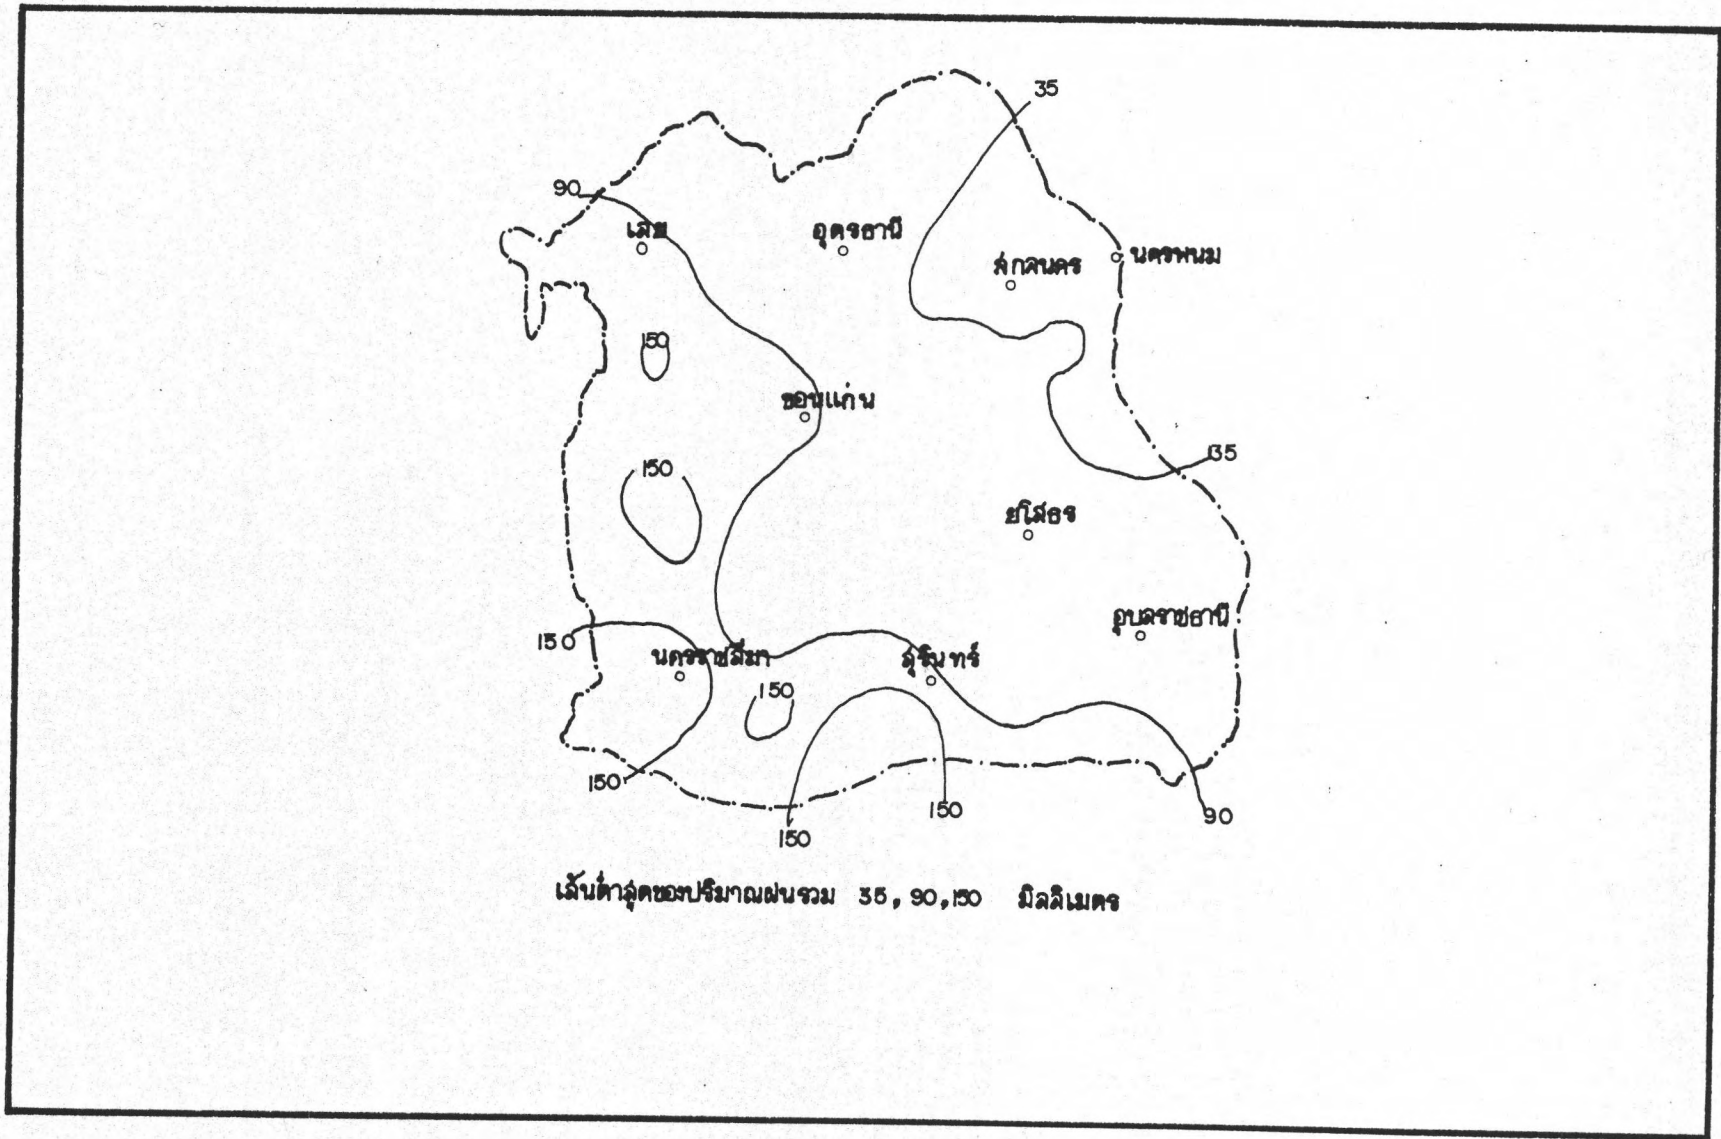 35
90
เลย
อุดรธานี
นครพนม
สกลนคร
150
ขอนแก่น
35
150
ยโสธร
อุบลราชธานี
150
นครราชสีมา
สุรินทร์
150
150
150
150
90
เส้นต่ำสุดของปริมาณฝนรวม 35, 90, 150 มิลลิเมตร